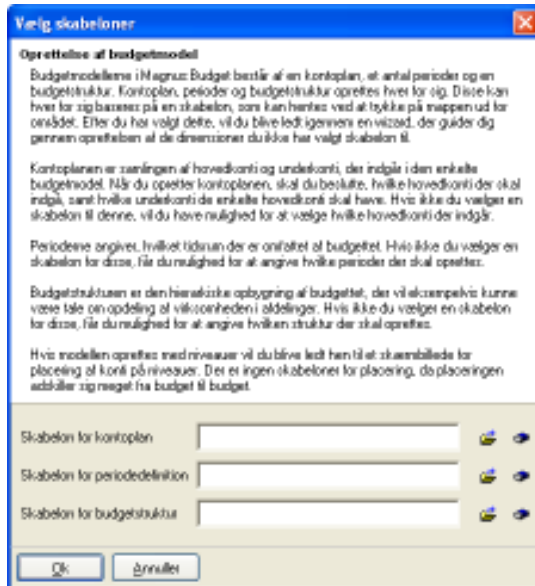 Vælg skabeloner
Oprettelse af budgetmodel
Budgetmodellerne i Magnus Budget består af en kontoplan, et antal perioder og en
budgetstruktur. Kontoplan, perioder og budgetstruktur oprettes hver for sig. Disse kan
hver for sig baseres på en skabelon, som kan hentes ved at trykke på mappen ud for
området. Efter du har valgt dette, vil du blive ledt igennem en wizard, der guider dig
gennem oprettelsen af de dimensioner du ikke har valgt skabelon til.
Kontoplanen er samlingen af hovedkonti og underkonti, der indgår i den enkelte
budgetmodel. Når du opretter kontoplanen, skal du beslutte, hvilke hovedkonti der skal
indgå, samt hvilke underkonti de enkelte hovedkonti skal have. Hvis ikke du vælger en
skabelon til denne, vil du have mulighed for at vælge hvilke hovedkonti der indgår.
Perioderne angiver, hvilket tidsrum der er omfattet af budgettet. Hvis ikke du vælger en
skabelon for disse, får du mulighed for at angive hvilke perioder der skal oprettes.
Budgetstrukturen er den hierarkiske opbygning af budgettet, der vil eksempelvis kunne
være tale om opdeling af virksomheden i afdelinger. Hvis ikke du vælger en skabelon
for disse, får du mulighed for at angive hvilken struktur der skal oprettes.
Hvis modellen oprettes med niveauer vil du blive ledt hen til et skærmbillede for
placering af konti på niveauer. Der er ingen skabeloner for placering, da placeringen
adskiller sig meget fra budget til budget.
Skabelon for kontoplan
Skabelon for periodedefinition
Skabelon for budgetstruktur
Ok
Annuller